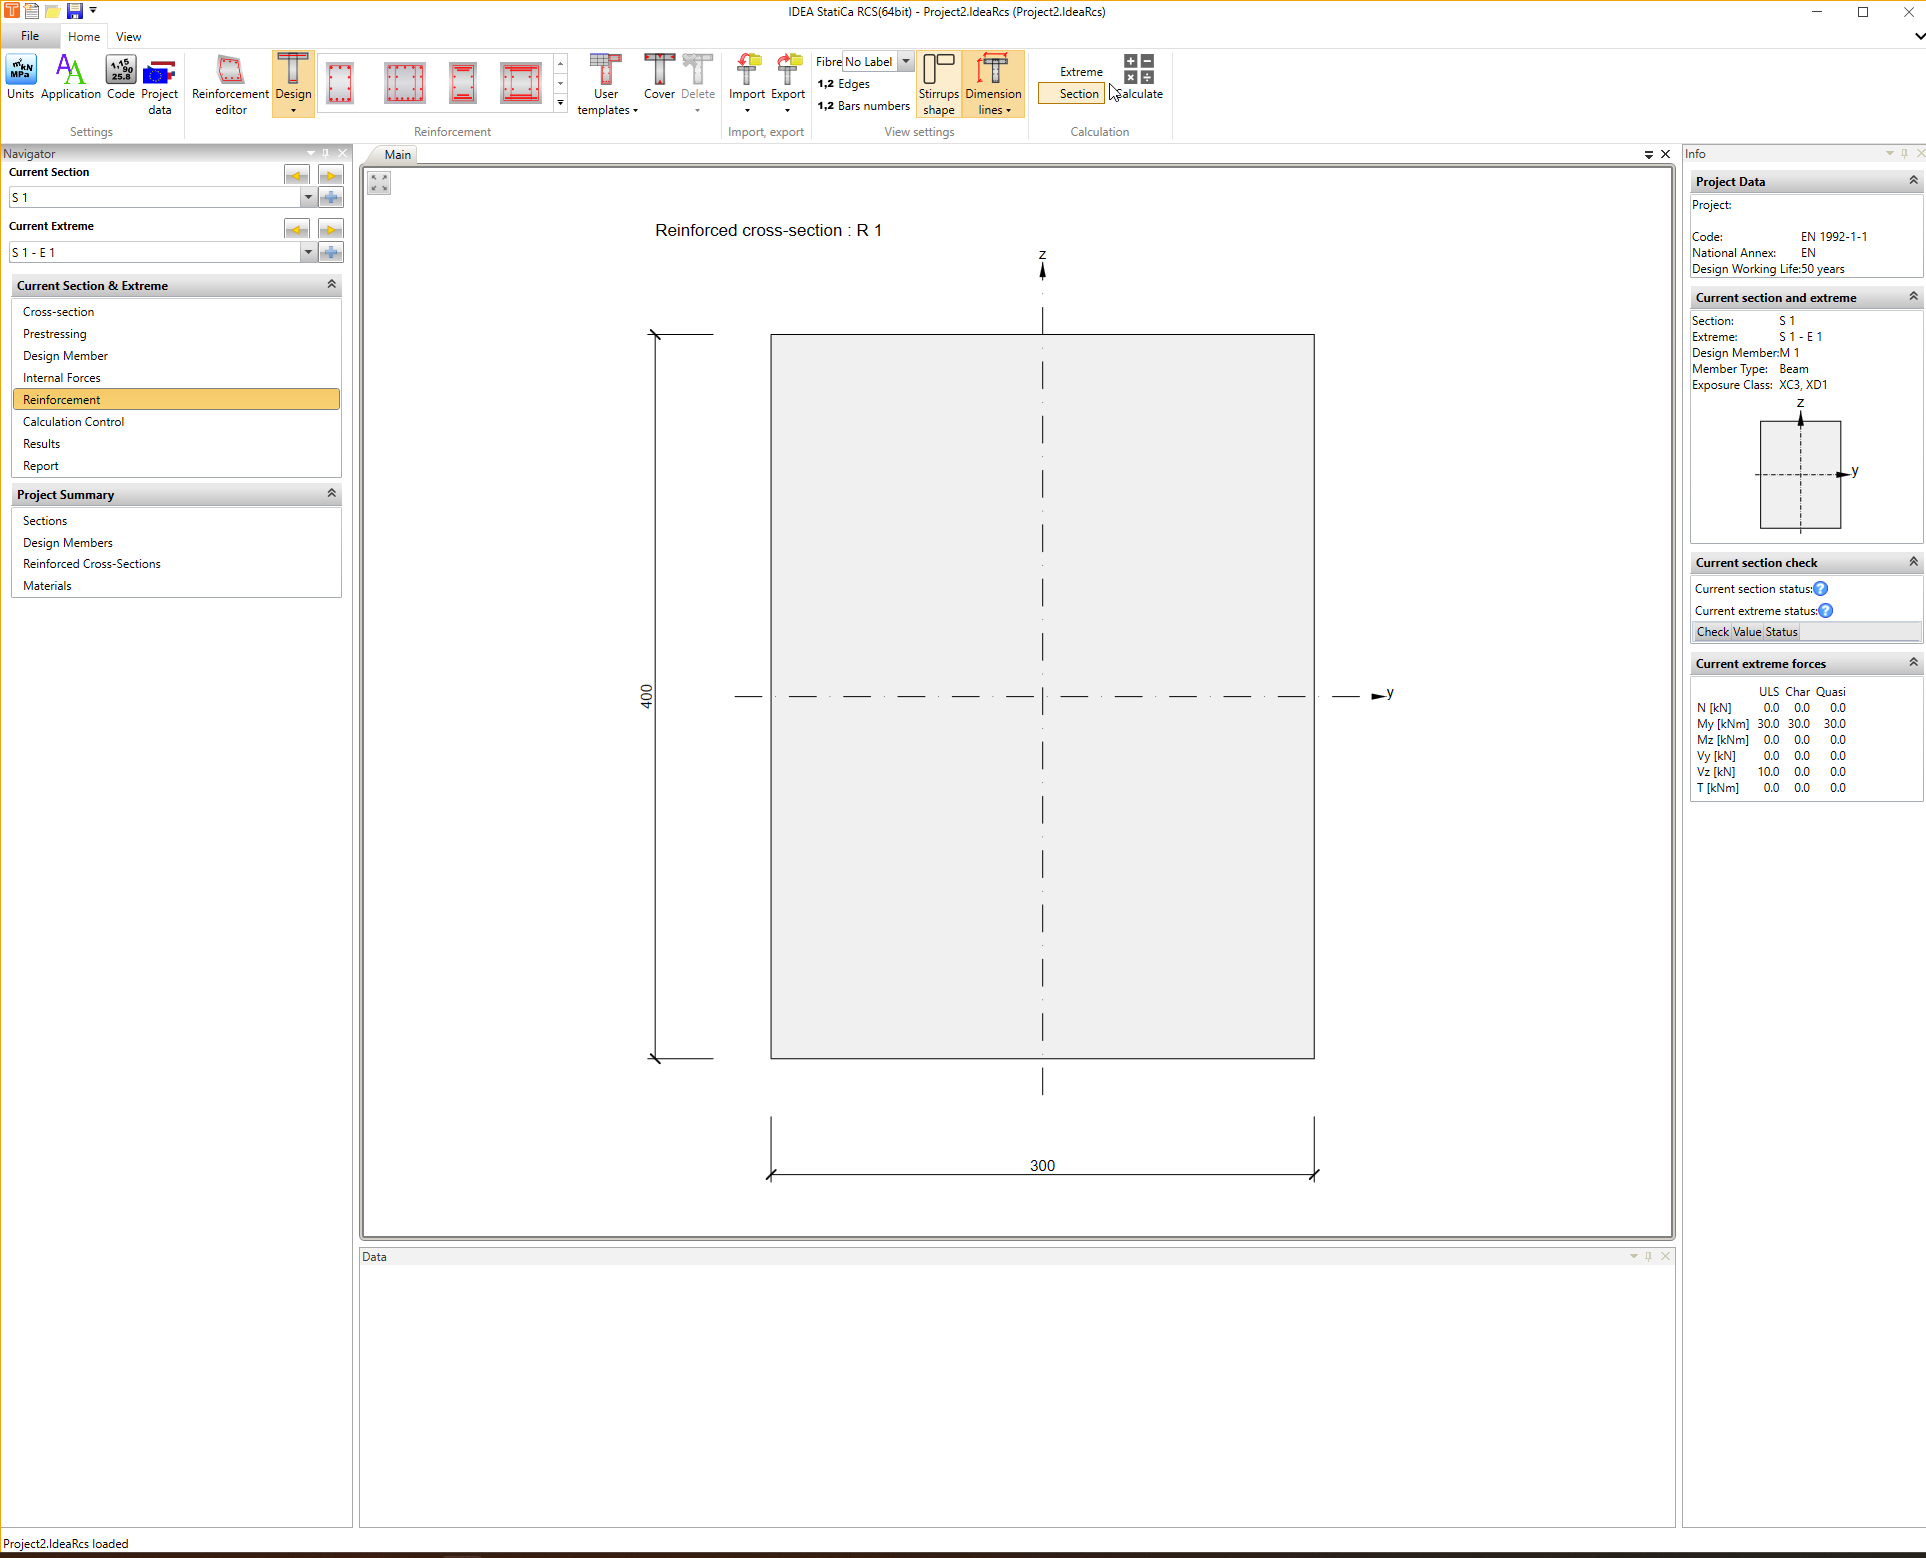 IDEA StatiCa RCS(64bit) - Project2.IdeaRcs (Project2.IdeaRcs)
File Home View
Units Application Code Project data
Settings
Reinforcement editor Design
Reinforcement
User templates Cover Delete
Import Export
Import, export
Fibre No Label
1,2 Edges
1,2 Bars numbers
Stirrups shape Dimension lines
View settings
Extreme
Section
Calculate
Calculation
m³kN
MPa
1.15
90
25.8
Navigator
Current Section
S 1
Current Extreme
S 1 - E 1
Current Section & Extreme
Cross-section
Prestressing
Design Member
Internal Forces
Reinforcement
Calculation Control
Results
Report
Project Summary
Sections
Design Members
Reinforced Cross-Sections
Materials
Main
Reinforced cross-section : R 1
z
400
y
300
Data
Info
Project Data
Project:
Code: EN 1992-1-1
National Annex: EN
Design Working Life:50 years
Current section and extreme
Section: S 1
Extreme: S 1 - E 1
Design Member:M 1
Member Type: Beam
Exposure Class: XC3, XD1
z
y
Current section check
Current section status:
Current extreme status:
Check Value Status
Current extreme forces
ULS Char Quasi
N [kN] 0.0 0.0 0.0
My [kNm] 30.0 30.0 30.0
Mz [kNm] 0.0 0.0 0.0
Vy [kN] 0.0 0.0 0.0
Vz [kN] 10.0 0.0 0.0
T [kNm] 0.0 0.0 0.0
Project2.IdeaRcs loaded